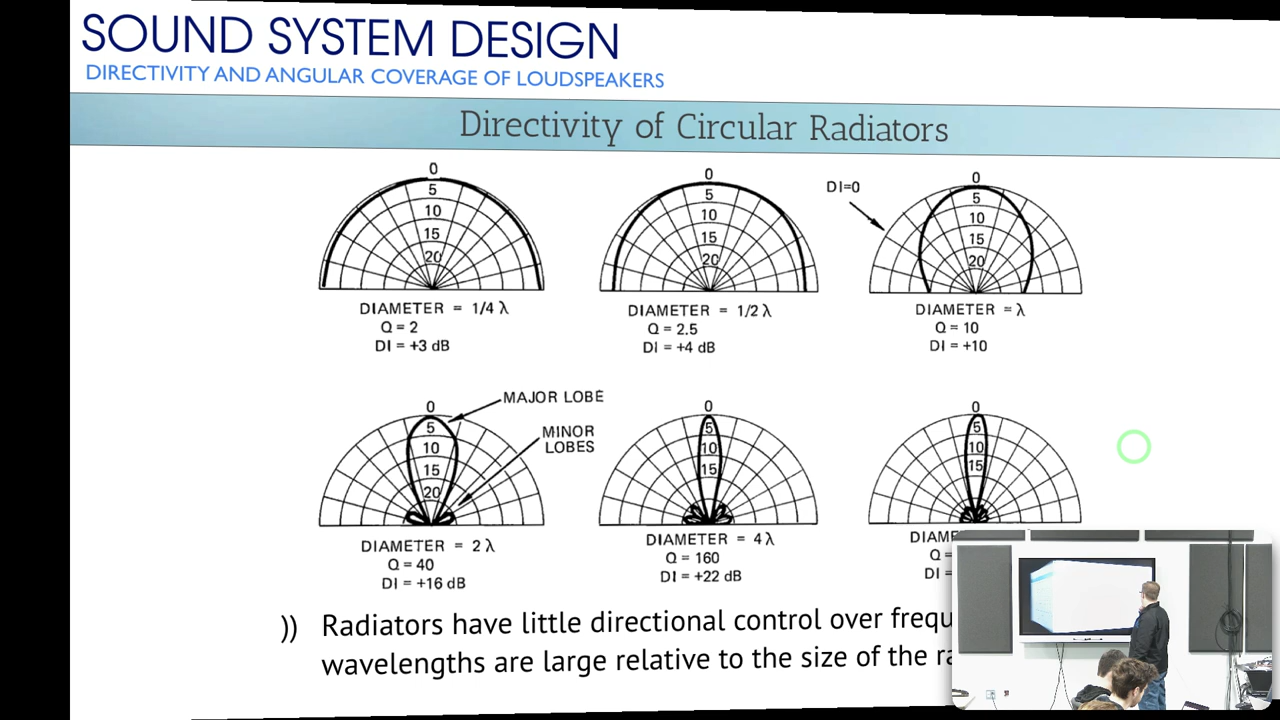 SOUND SYSTEM DESIGN
DIRECTIVITY AND ANGULAR COVERAGE OF LOUDSPEAKERS
Directivity of Circular Radiators
0
5
10
15
20
DIAMETER = 1/4 λ
Q = 2
DI = +3 dB
0
5
10
15
20
DIAMETER = 1/2 λ
Q = 2.5
DI = +4 dB
DI=0
0
5
10
15
20
DIAMETER = λ
Q = 10
DI = +10
MAJOR LOBE
MINOR
LOBES
0
5
10
15
20
DIAMETER = 2 λ
Q = 40
DI = +16 dB
0
5
10
15
DIAMETER = 4 λ
Q = 160
DI = +22 dB
0
5
10
15
Q =
DI =
)) Radiators have little directional control over
wavelengths are large relative to the size of the